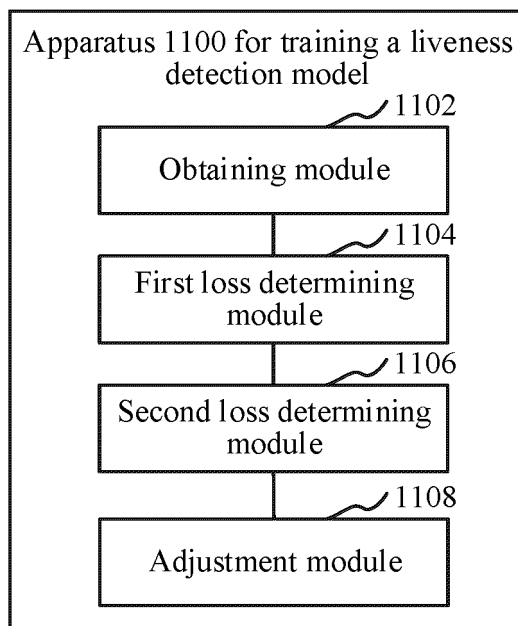 Apparatus 1100 for training a liveness
detection model
1102
Obtaining module
1104
First loss determining
module
1106
Second loss determining
module
1108
Adjustment module